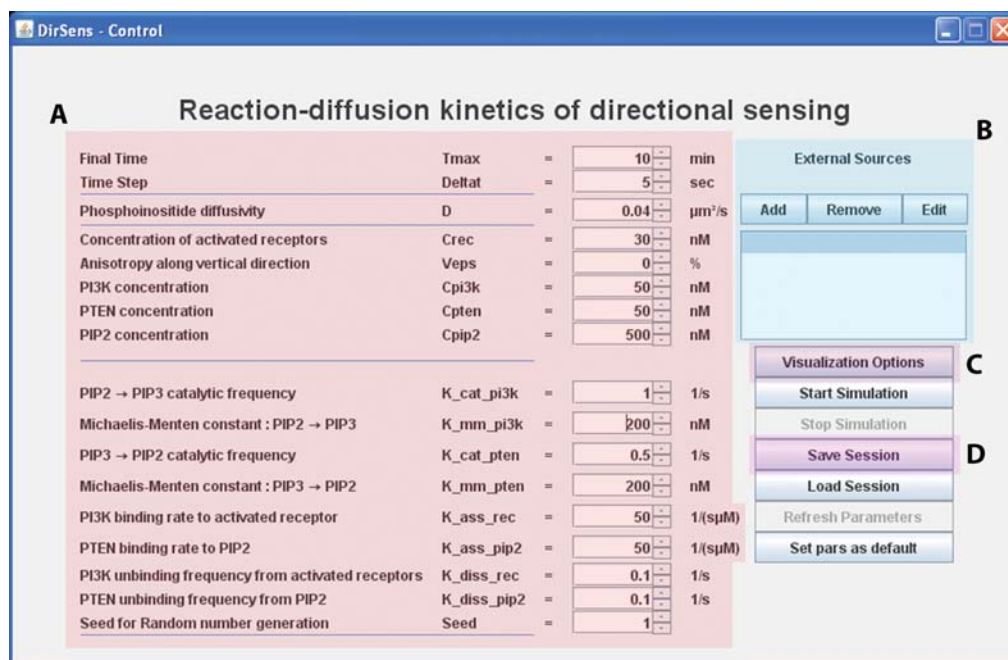 DirSens - Control
A
Reaction-diffusion kinetics of directional sensing
B
Final Time Tmax = 10 min
Time Step Deltat = 5 sec
Phosphoinositide diffusivity D = 0.04 µm²/s
Concentration of activated receptors Crec = 30 nM
Anisotropy along vertical direction Veps = 0 %
PI3K concentration Cpi3k = 50 nM
PTEN concentration Cpten = 50 nM
PIP2 concentration Cpip2 = 500 nM
PIP2 → PIP3 catalytic frequency K_cat_pi3k = 1 1/s
Michaelis-Menten constant : PIP2 → PIP3 K_mm_pi3k = 200 nM
PIP3 → PIP2 catalytic frequency K_cat_pten = 0.5 1/s
Michaelis-Menten constant : PIP3 → PIP2 K_mm_pten = 200 nM
PI3K binding rate to activated receptor K_ass_rec = 50 1/(sµM)
PTEN binding rate to PIP2 K_ass_pip2 = 50 1/(sµM)
PI3K unbinding frequency from activated receptors K_diss_rec = 0.1 1/s
PTEN unbinding frequency from PIP2 K_diss_pip2 = 0.1 1/s
Seed for Random number generation Seed = 1
External Sources
Add Remove Edit
Visualization Options
C
Start Simulation
Stop Simulation
Save Session
D
Load Session
Refresh Parameters
Set pars as default